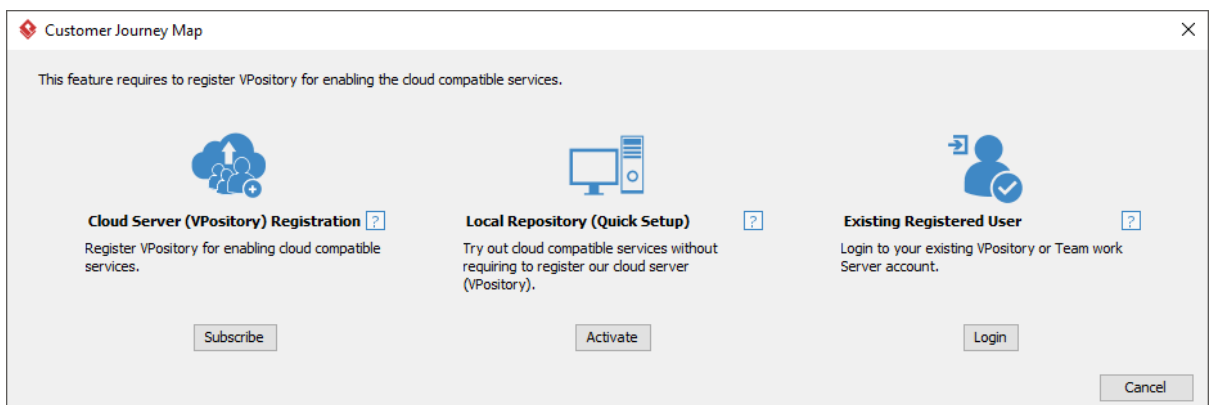 Customer Journey Map
This feature requires to register VPository for enabling the cloud compatible services.
Cloud Server (VPository) Registration ?
Register VPository for enabling cloud compatible
services.
Subscribe
Local Repository (Quick Setup) ?
Try out cloud compatible services without
requiring to register our cloud server
(VPository).
Activate
Existing Registered User ?
Login to your existing VPository or Team work
Server account.
Login
Cancel